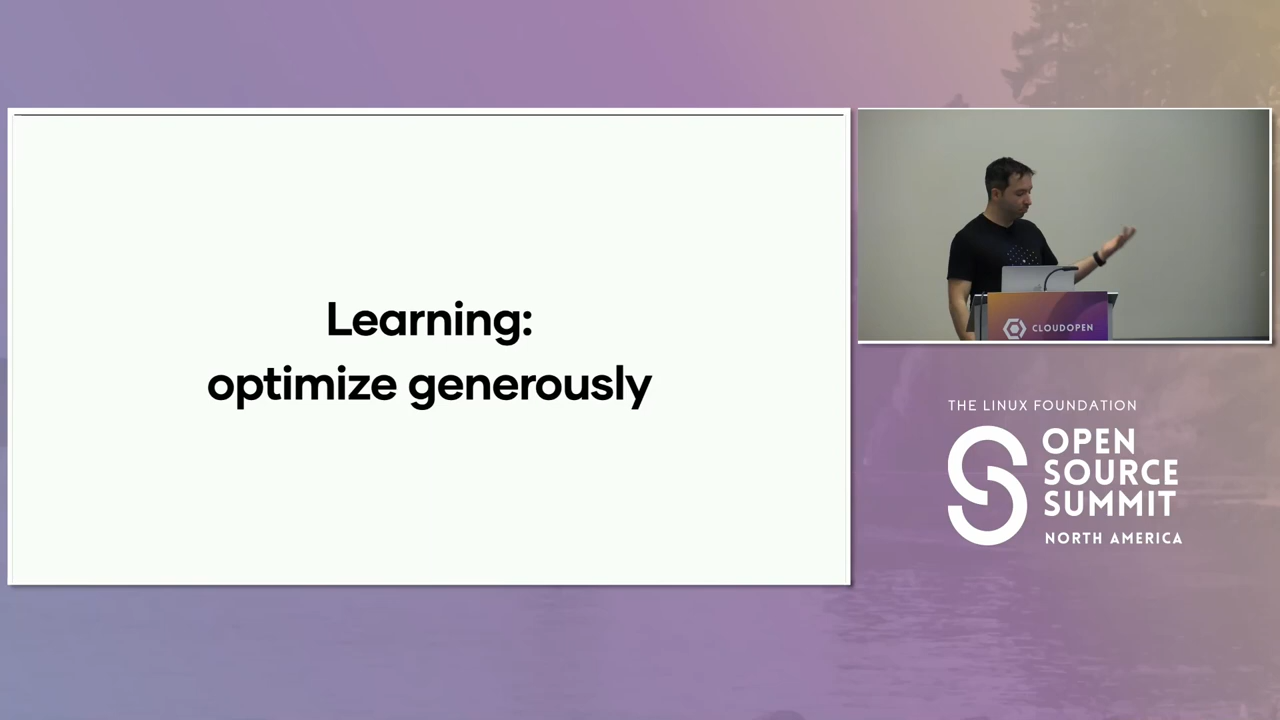 Learning:
optimize generously
CLOUDOPEN
THE LINUX FOUNDATION
OPEN
SOURCE
SUMMIT
NORTH AMERICA